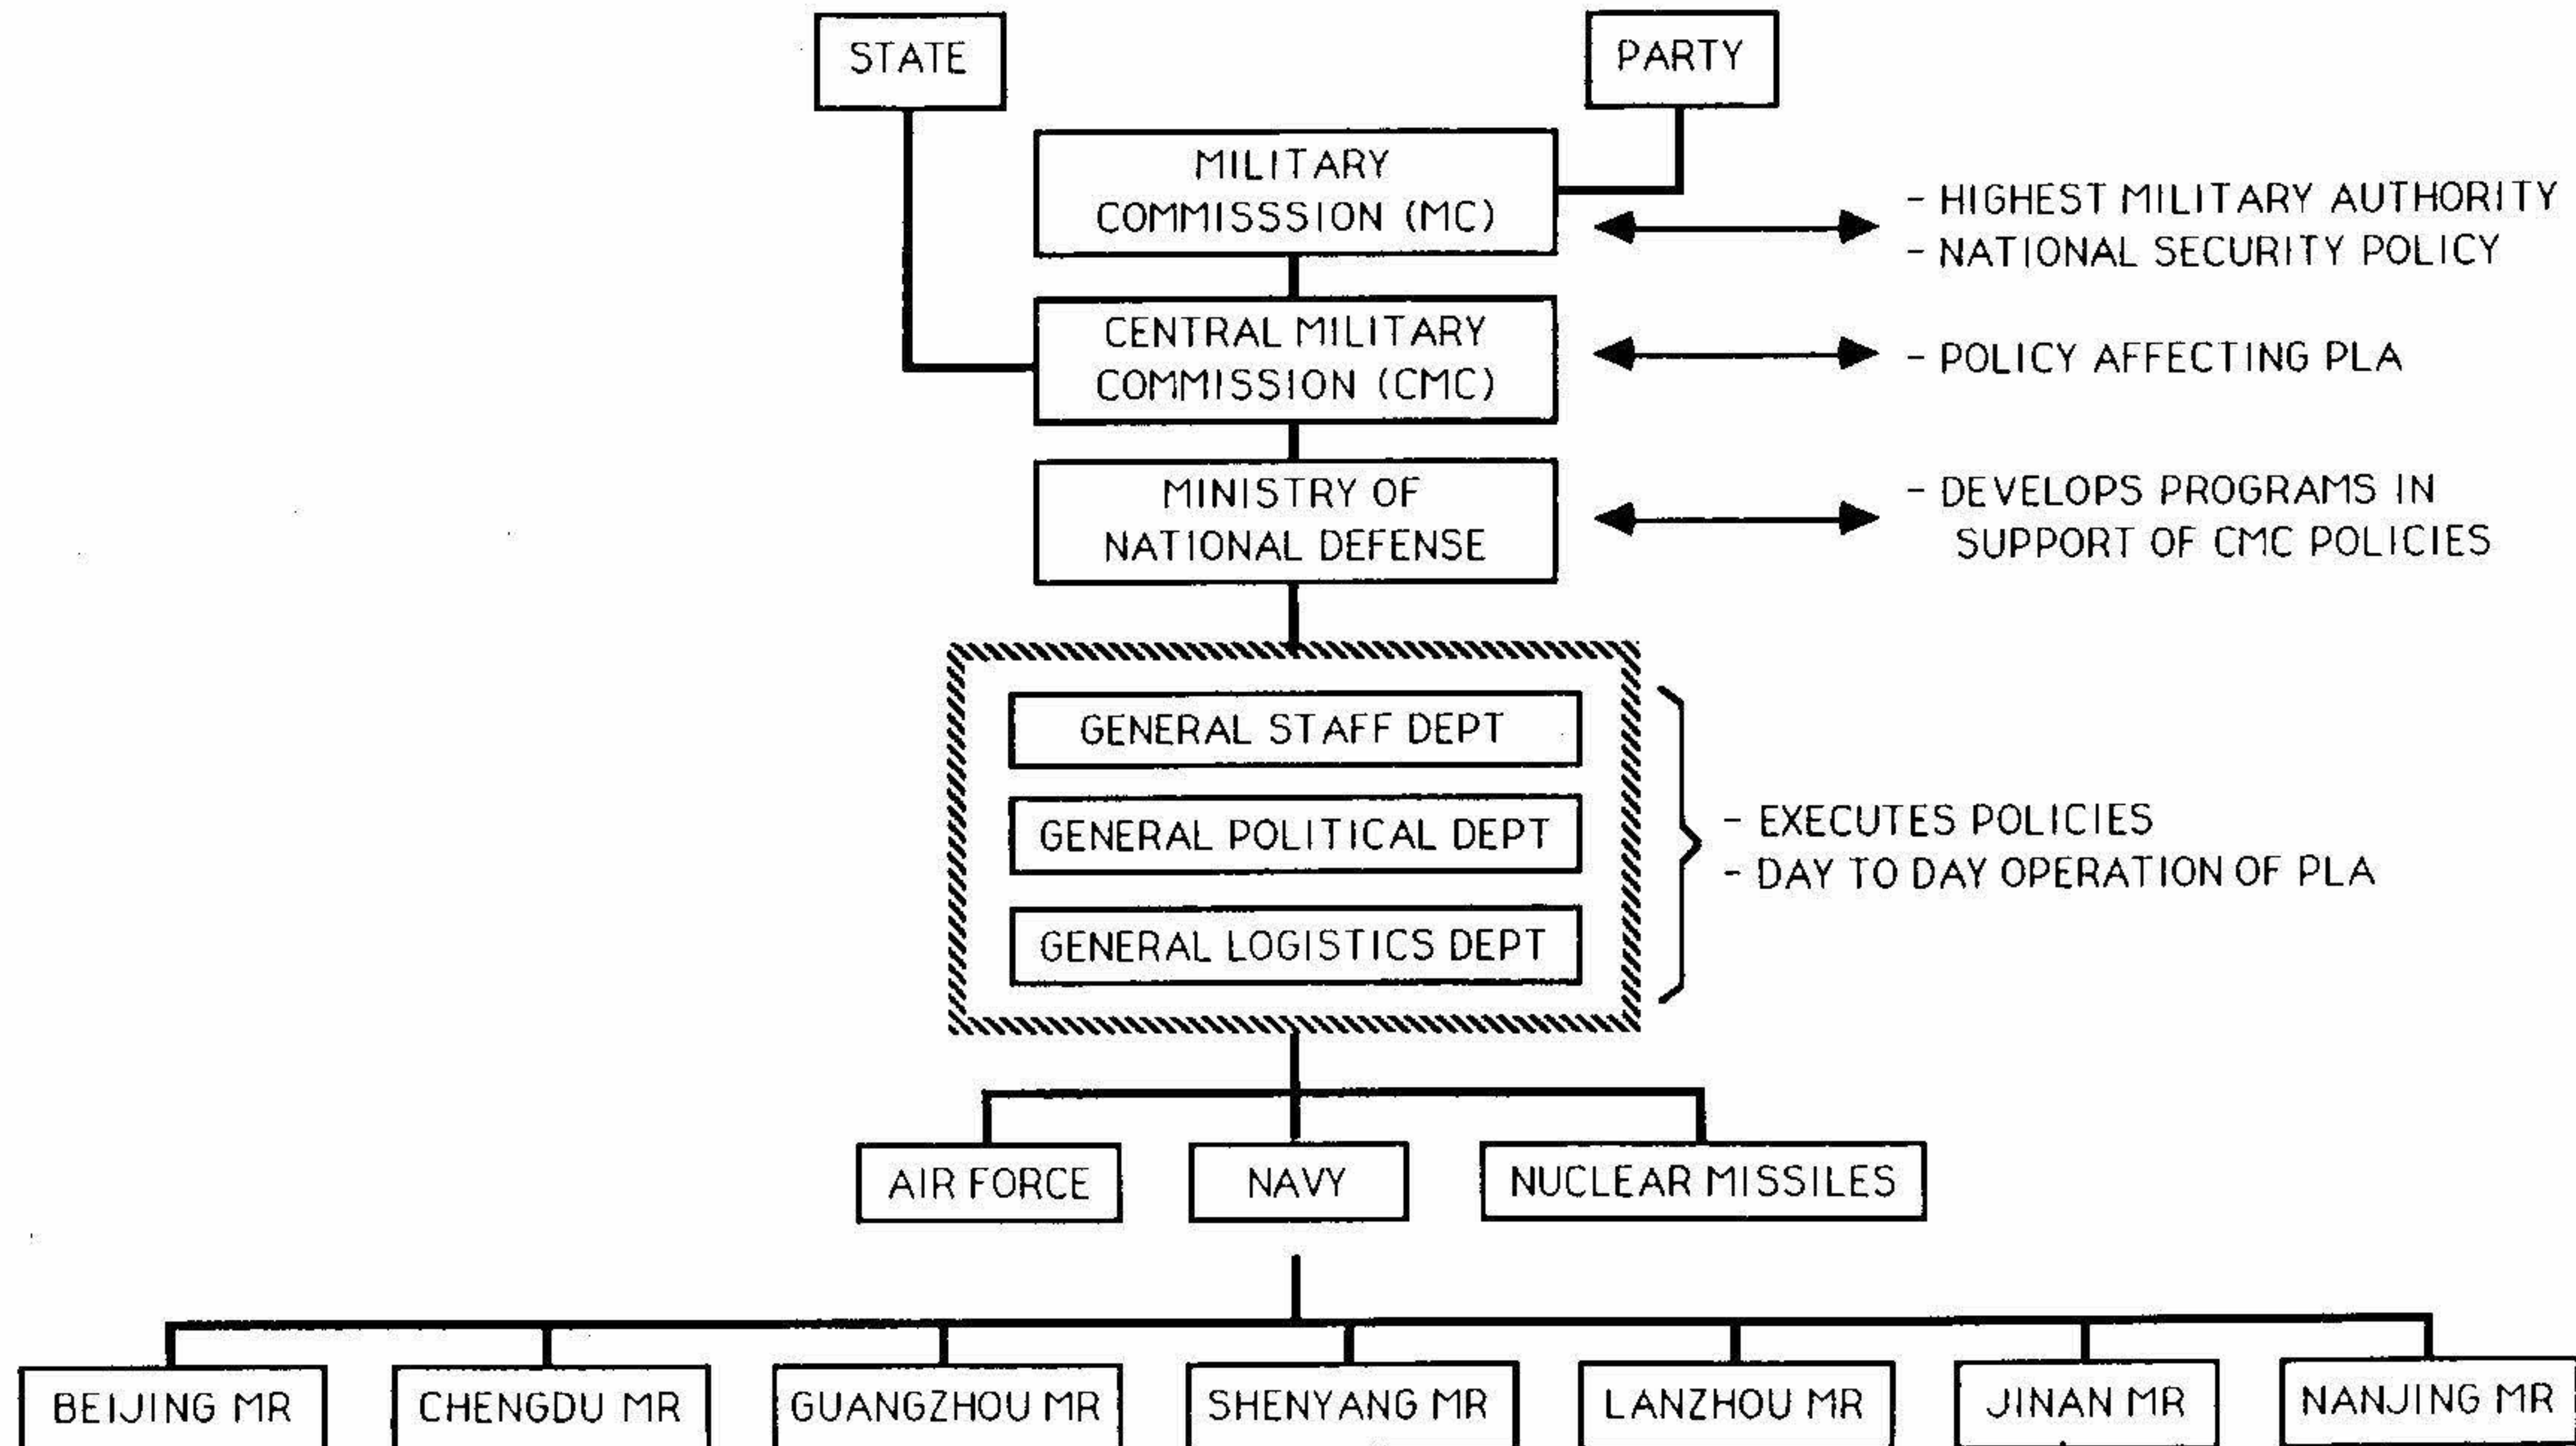 STATE
PARTY
MILITARY
COMMISSSION (MC)
- HIGHEST MILITARY AUTHORITY
- NATIONAL SECURITY POLICY
CENTRAL MILITARY
COMMISSION (CMC)
- POLICY AFFECTING PLA
MINISTRY OF
NATIONAL DEFENSE
- DEVELOPS PROGRAMS IN
SUPPORT OF CMC POLICIES
GENERAL STAFF DEPT
GENERAL POLITICAL DEPT
GENERAL LOGISTICS DEPT
- EXECUTES POLICIES
- DAY TO DAY OPERATION OF PLA
AIR FORCE
NAVY
NUCLEAR MISSILES
BEIJING MR
CHENGDU MR
GUANGZHOU MR
SHENYANG MR
LANZHOU MR
JINAN MR
NANJING MR